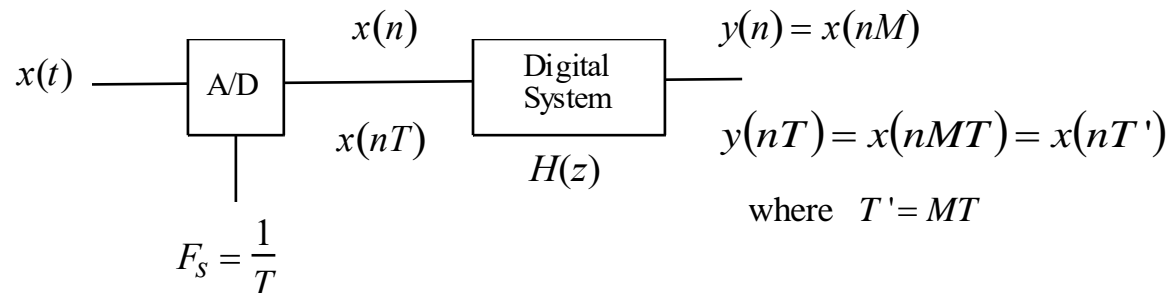 x(n)
y(n) = x(nM)
x(t)
A/D
Digital
System
x(nT)
y(nT) = x(nMT) = x(nT')
H(z)
where T' = MT
F_s = 1/T